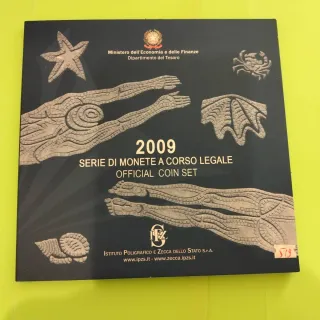 Ministero dell'Economia e delle Finanze
Dipartimento del Tesoro
2009
SERIE DI MONETE A CORSO LEGALE
OFFICIAL COIN SET
ISTITUTO POLIGRAFICO E ZECCA DELLO STATO S.P.A.
www.ipzs.it - www.zecca.ipzs.it